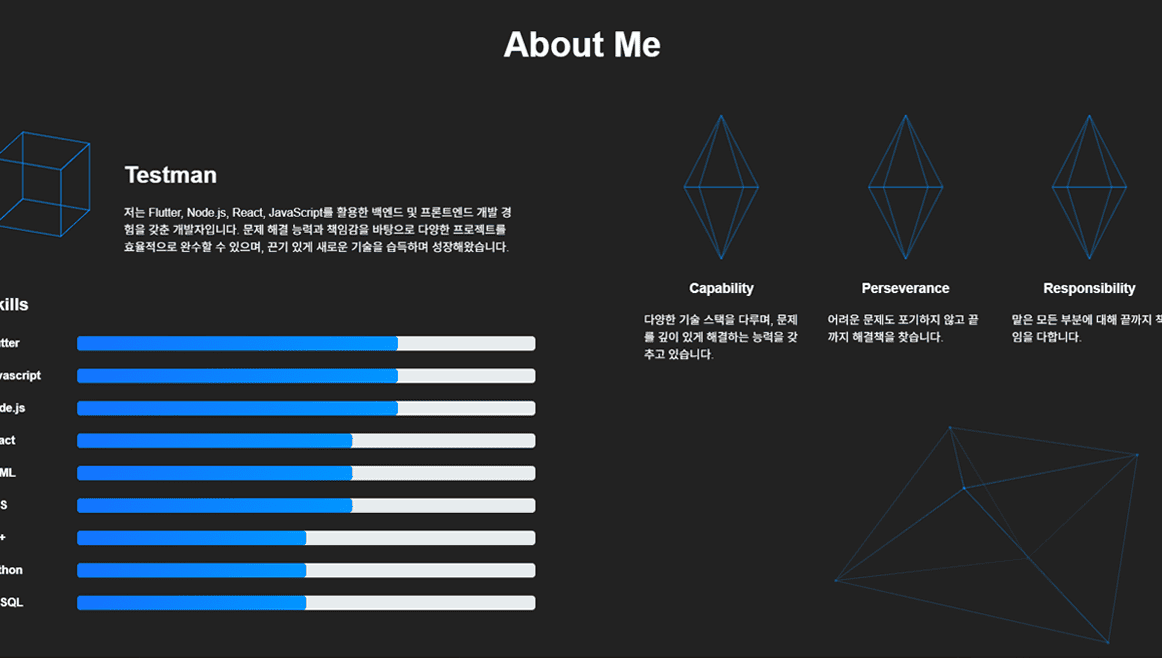 About Me
Testman
저는 Flutter, Node.js, React, JavaScript를 활용한 백엔드 및 프론트엔드 개발 경
험을 갖춘 개발자입니다. 문제 해결 능력과 책임감을 바탕으로 다양한 프로젝트를
효율적으로 완수할 수 있으며, 끈기 있게 새로운 기술을 습득하며 성장해왔습니다.
kills
tter
vascript
de.js
act
ML
S
+
thon
SQL
Capability
다양한 기술 스택을 다루며, 문제
를 깊이 있게 해결하는 능력을 갖
추고 있습니다.
Perseverance
어려운 문제도 포기하지 않고 끝
까지 해결책을 찾습니다.
Responsibility
맡은 모든 부분에 대해 끝까지 책
임을 다합니다.